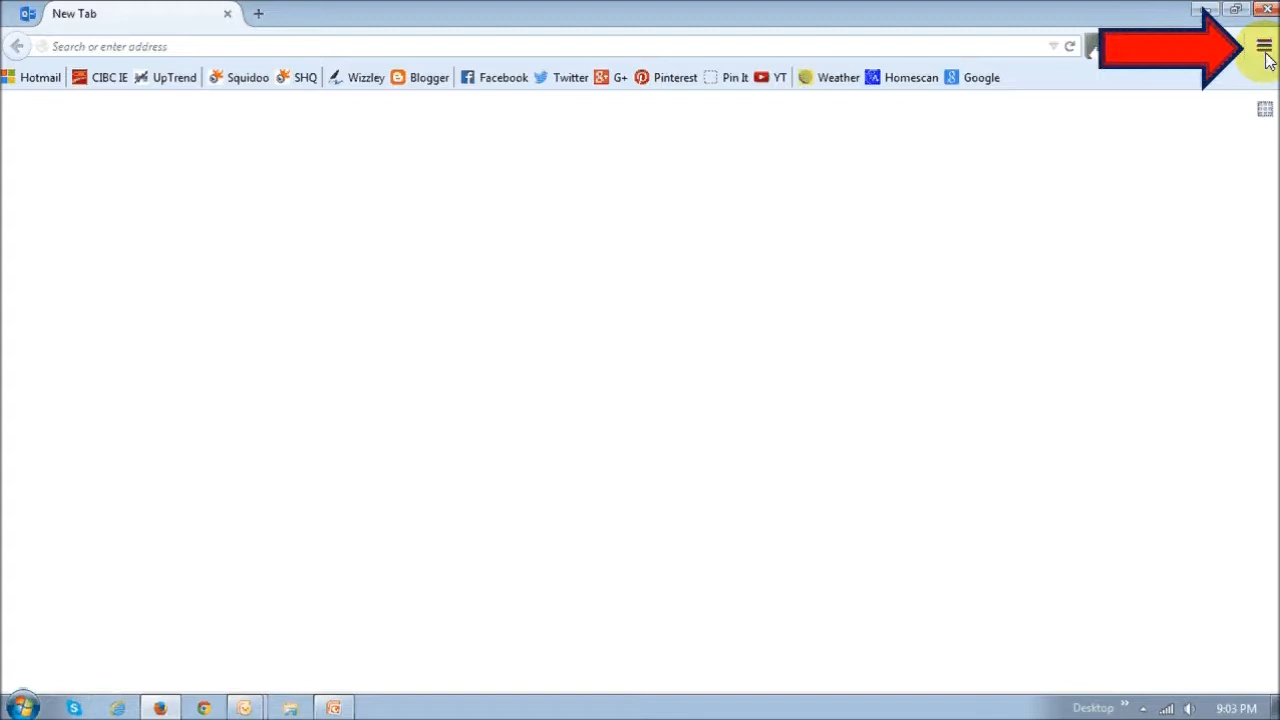 New Tab
Search or enter address
Hotmail CIBC IE UpTrend Squidoo SHQ Wizzley Blogger Facebook Twitter G+ Pinterest Pin It YT Weather Homescan Google
Desktop 9:03 PM